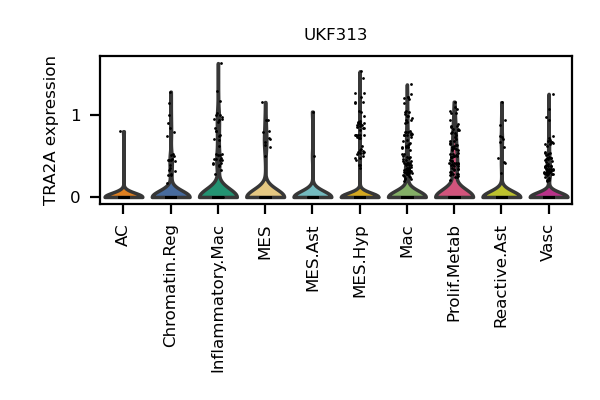 UKF313
TRA2A expression
1
0
AC
Chromatin.Reg
Inflammatory.Mac
MES
MES.Ast
MES.Hyp
Mac
Prolif.Metab
Reactive.Ast
Vasc